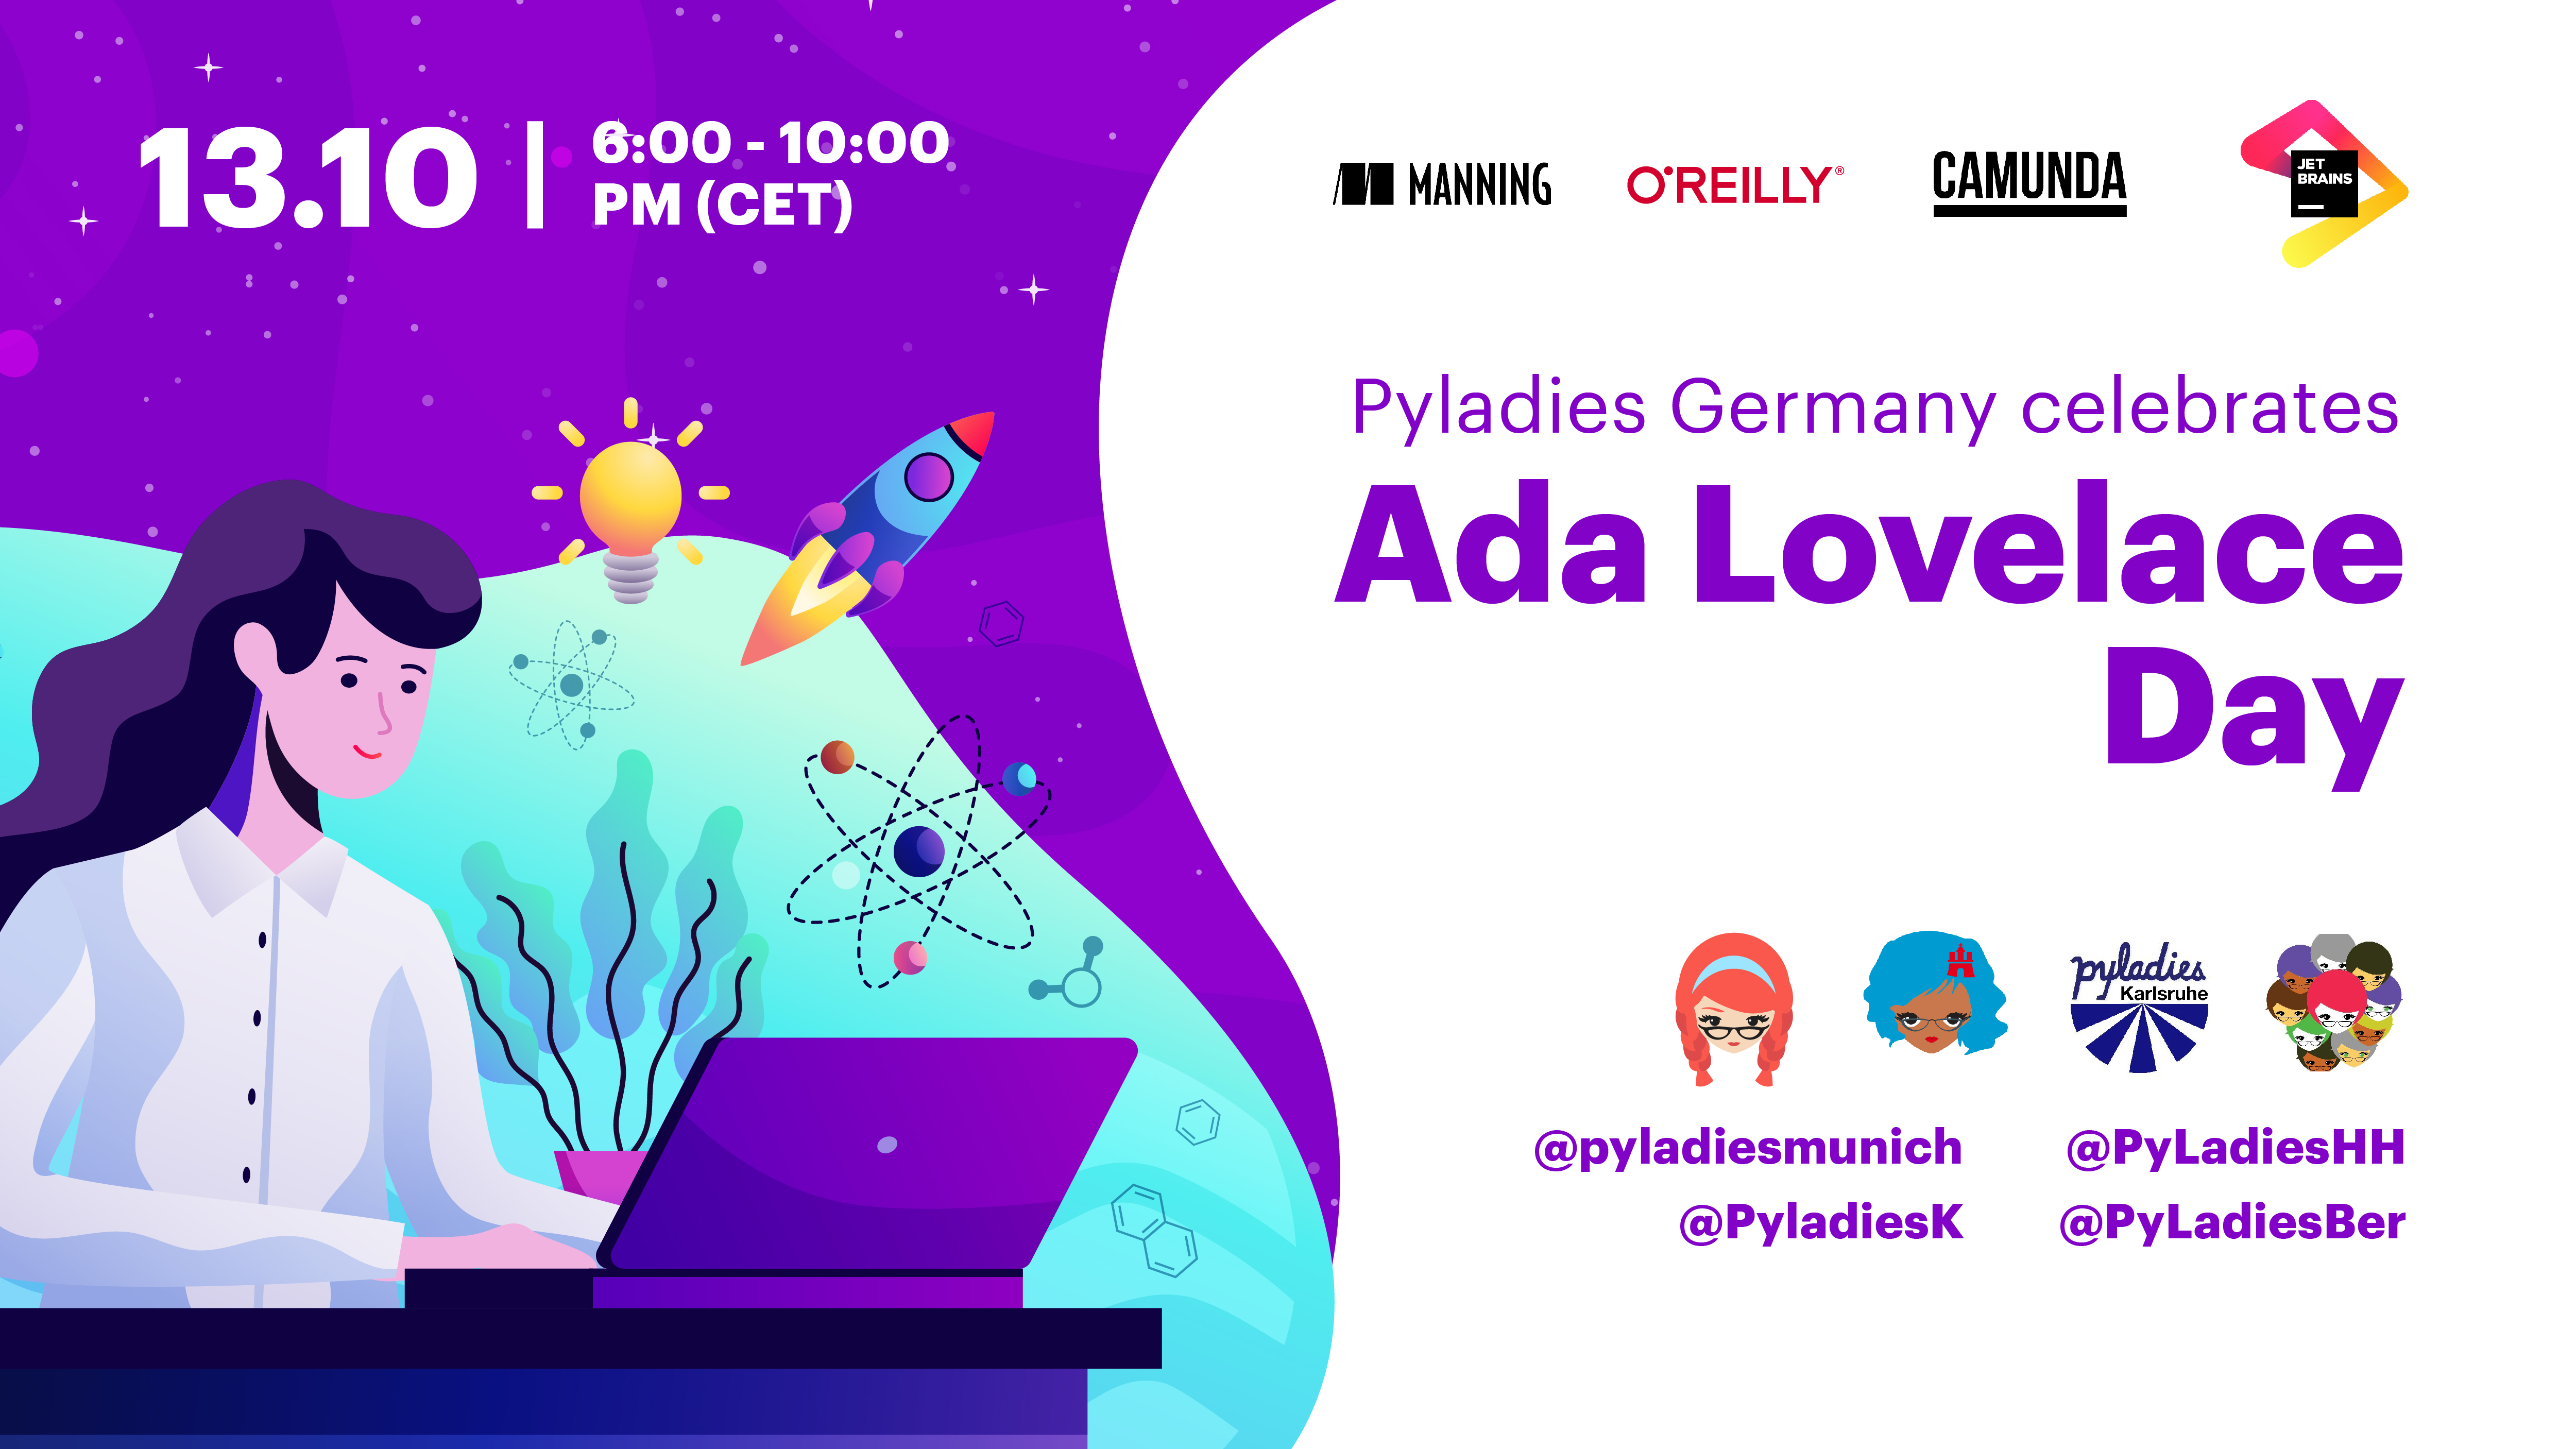 13.10
6:00 - 10:00
PM (CET)
MANNING
O'REILLY®
CAMUNDA
JET
BRAINS
Pyladies Germany celebrates
Ada Lovelace
Day
pyladies
Karlsruhe
@pyladiesmunich
@PyLadiesHH
@PyladiesK
@PyLadiesBer